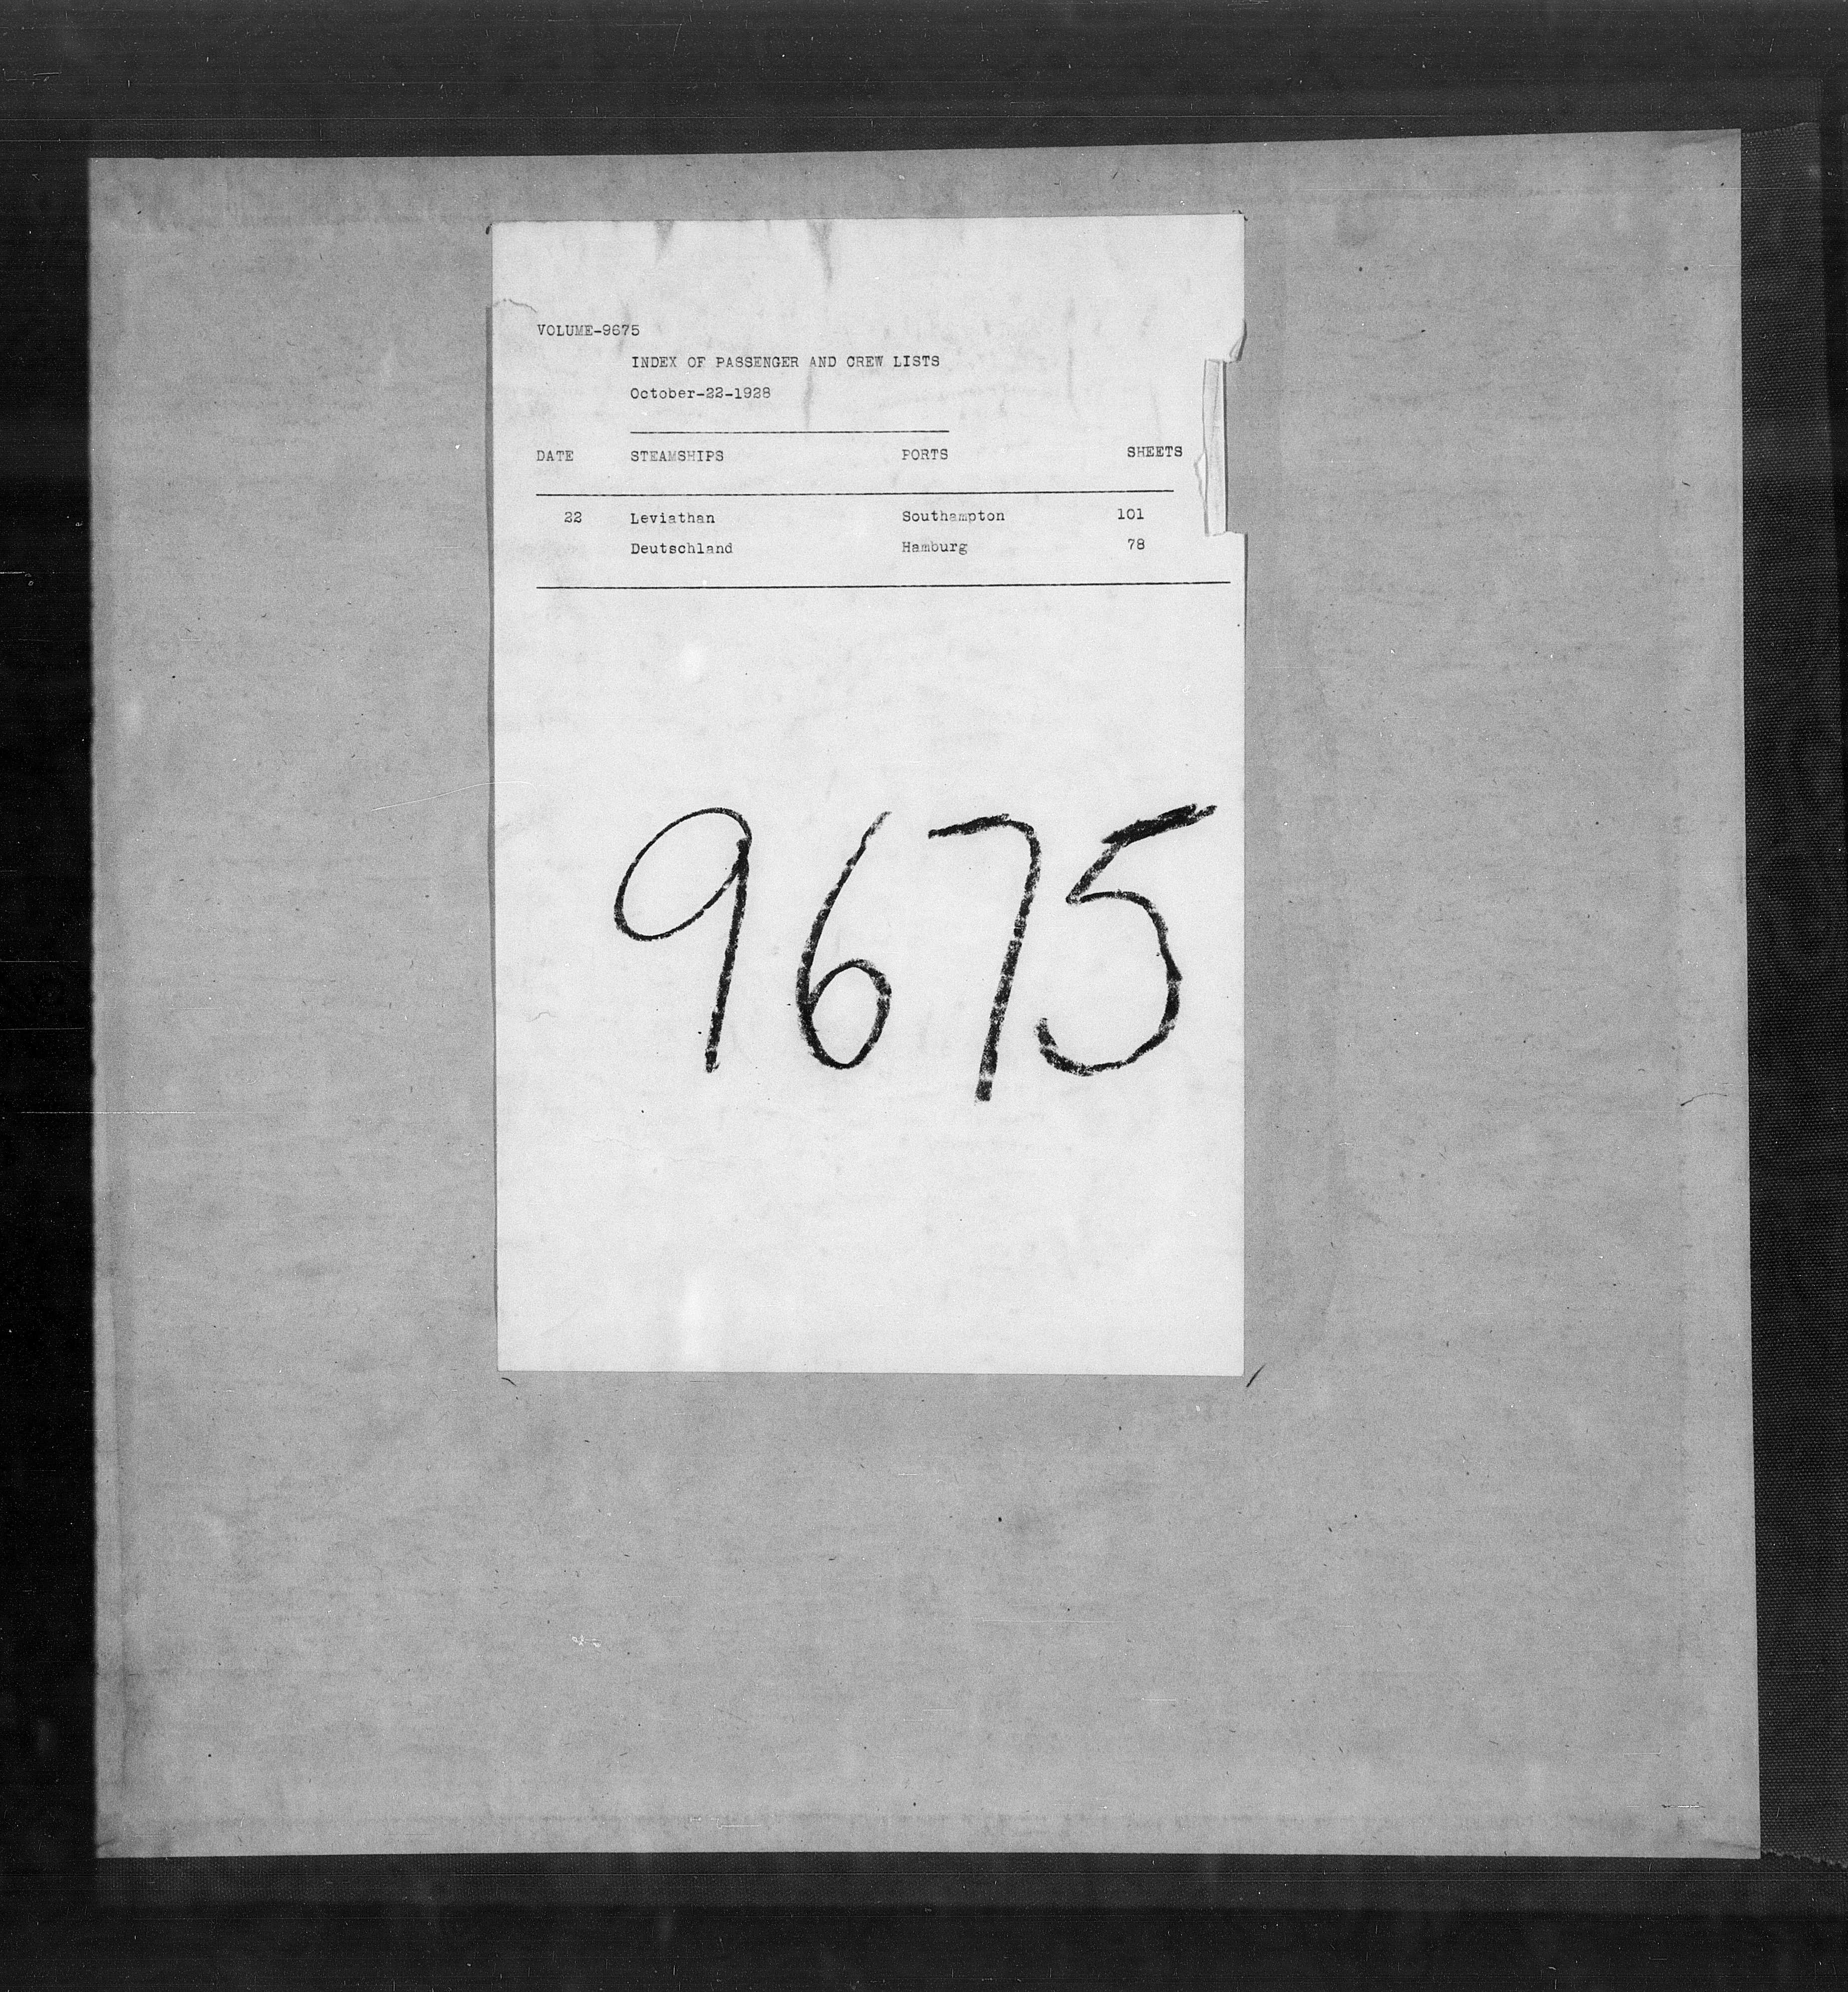 VOLUME-9675
INDEX OF PASSENGER AND CREW LISTS
October-22-1928
DATE STEAMSHIPS PORTS SHEETS
22 Leviathan Southampton 101
Deutschland Hamburg 78
9675